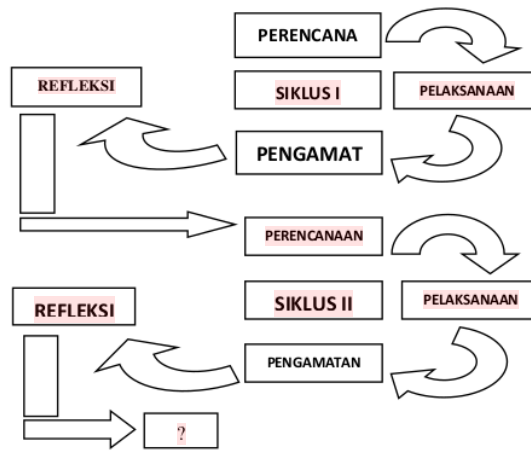 PERENCANA
REFLEKSI
SIKLUS I
PELAKSANAAN
PENGAMAT
PERENCANAAN
REFLEKSI
SIKLUS II
PELAKSANAAN
PENGAMATAN
?